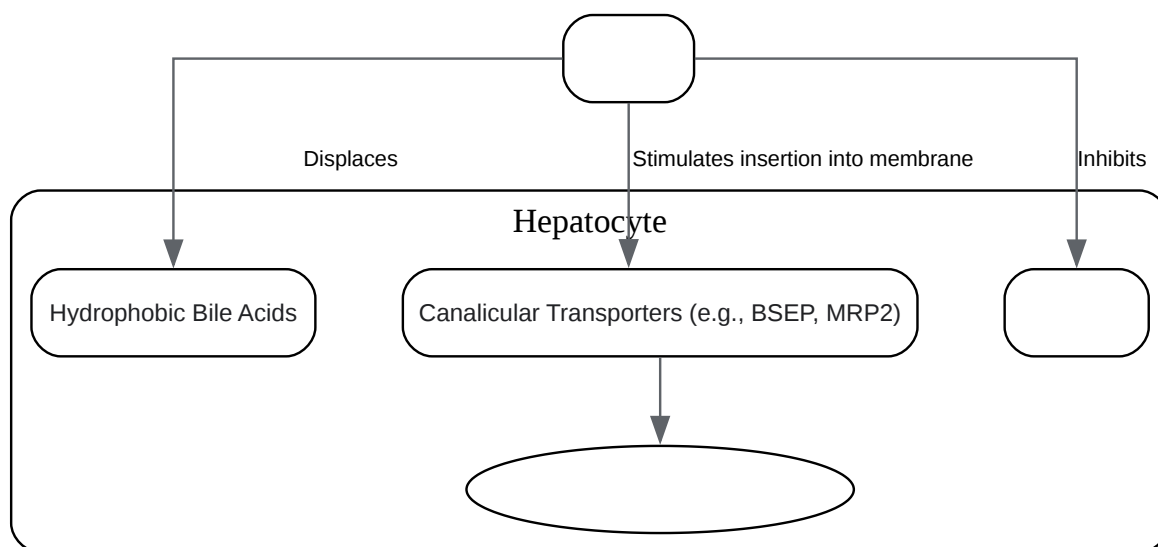 Displaces
Stimulates insertion into membrane
Inhibits
Hepatocyte
Hydrophobic Bile Acids
Canalicular Transporters (e.g., BSEP, MRP2)